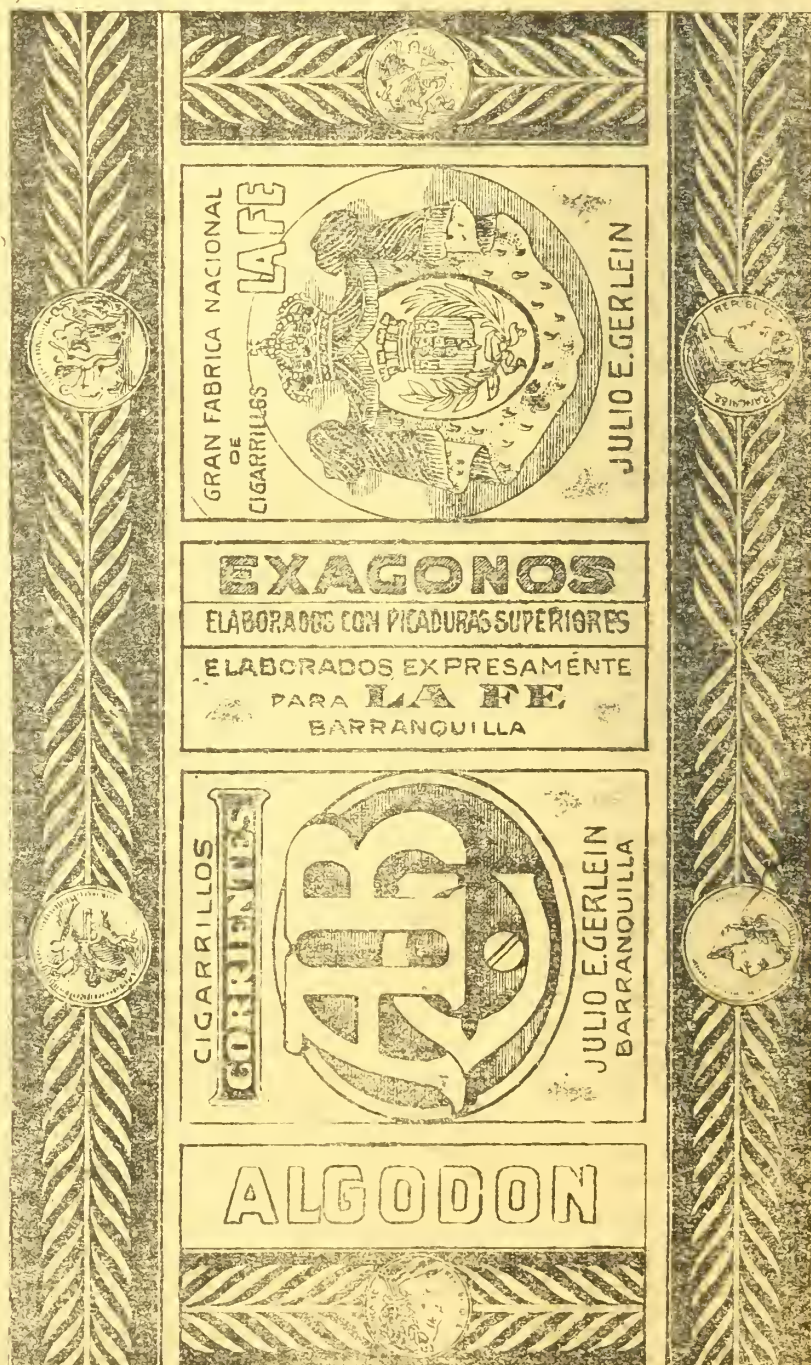 GRAN FABRICA NACIONAL
DE
CIGARRILLOS
LA FE
JULIO E. GERLEIN
EXAGONOS
ELABORADOS CON PICADURAS SUPERIORES
ELABORADOS EXPRESAMENTE
PARA LA FE
BARRANQUILLA
CIGARRILLOS
CORRIENTES
JULIO E. GERLEIN
BARRANQUILLA
ALGODON